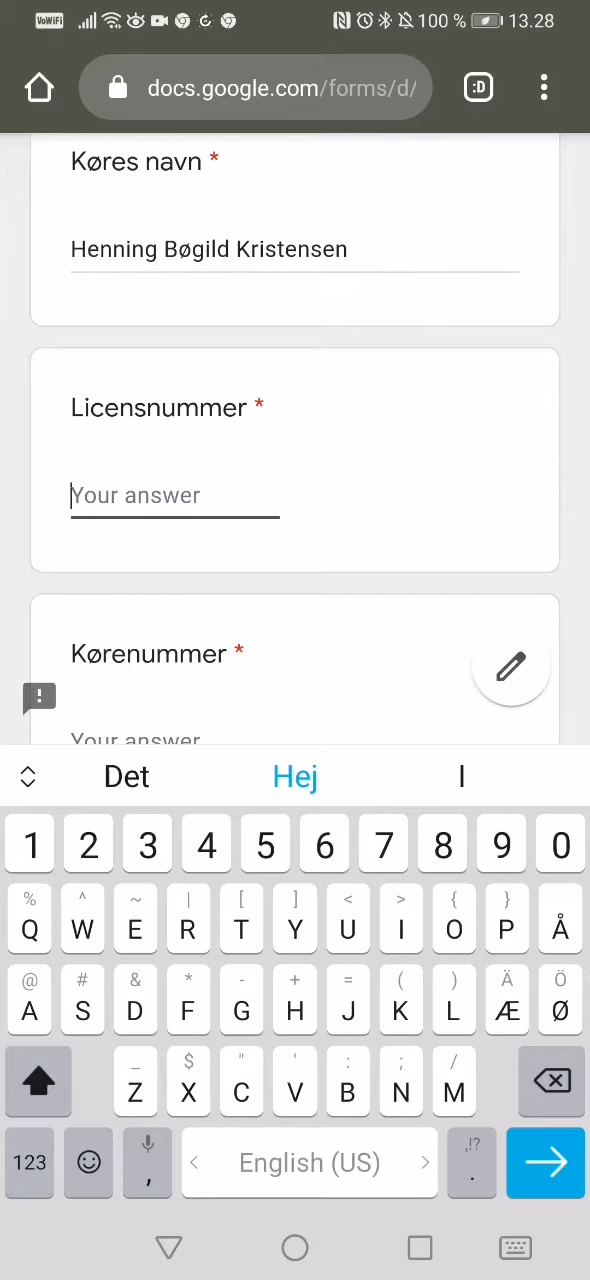 VoWiFi 100 % 13.28
docs.google.com/forms/d/
:D
Køres navn *
Henning Bøgild Kristensen
Licensnummer *
Your answer
Kørenummer *
Your answer
Det Hej I
1 2 3 4 5 6 7 8 9 0
% ^ ~ | [ ] < > { }
Q W E R T Y U I O P Å
@ # & * - + = ( ) Ä Ö
A S D F G H J K L Æ Ø
_ $ " ' : ; /
Z X C V B N M
,!?
123 , English (US) .